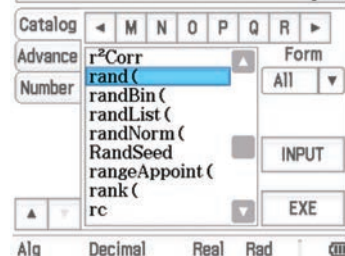 Catalog M N O P Q R
Advance r²Corr Form
rand( All
Number randBin(
randList(
randNorm(
RandSeed INPUT
rangeAppoint(
rank(
rc EXE
Alg Decimal Real Rad